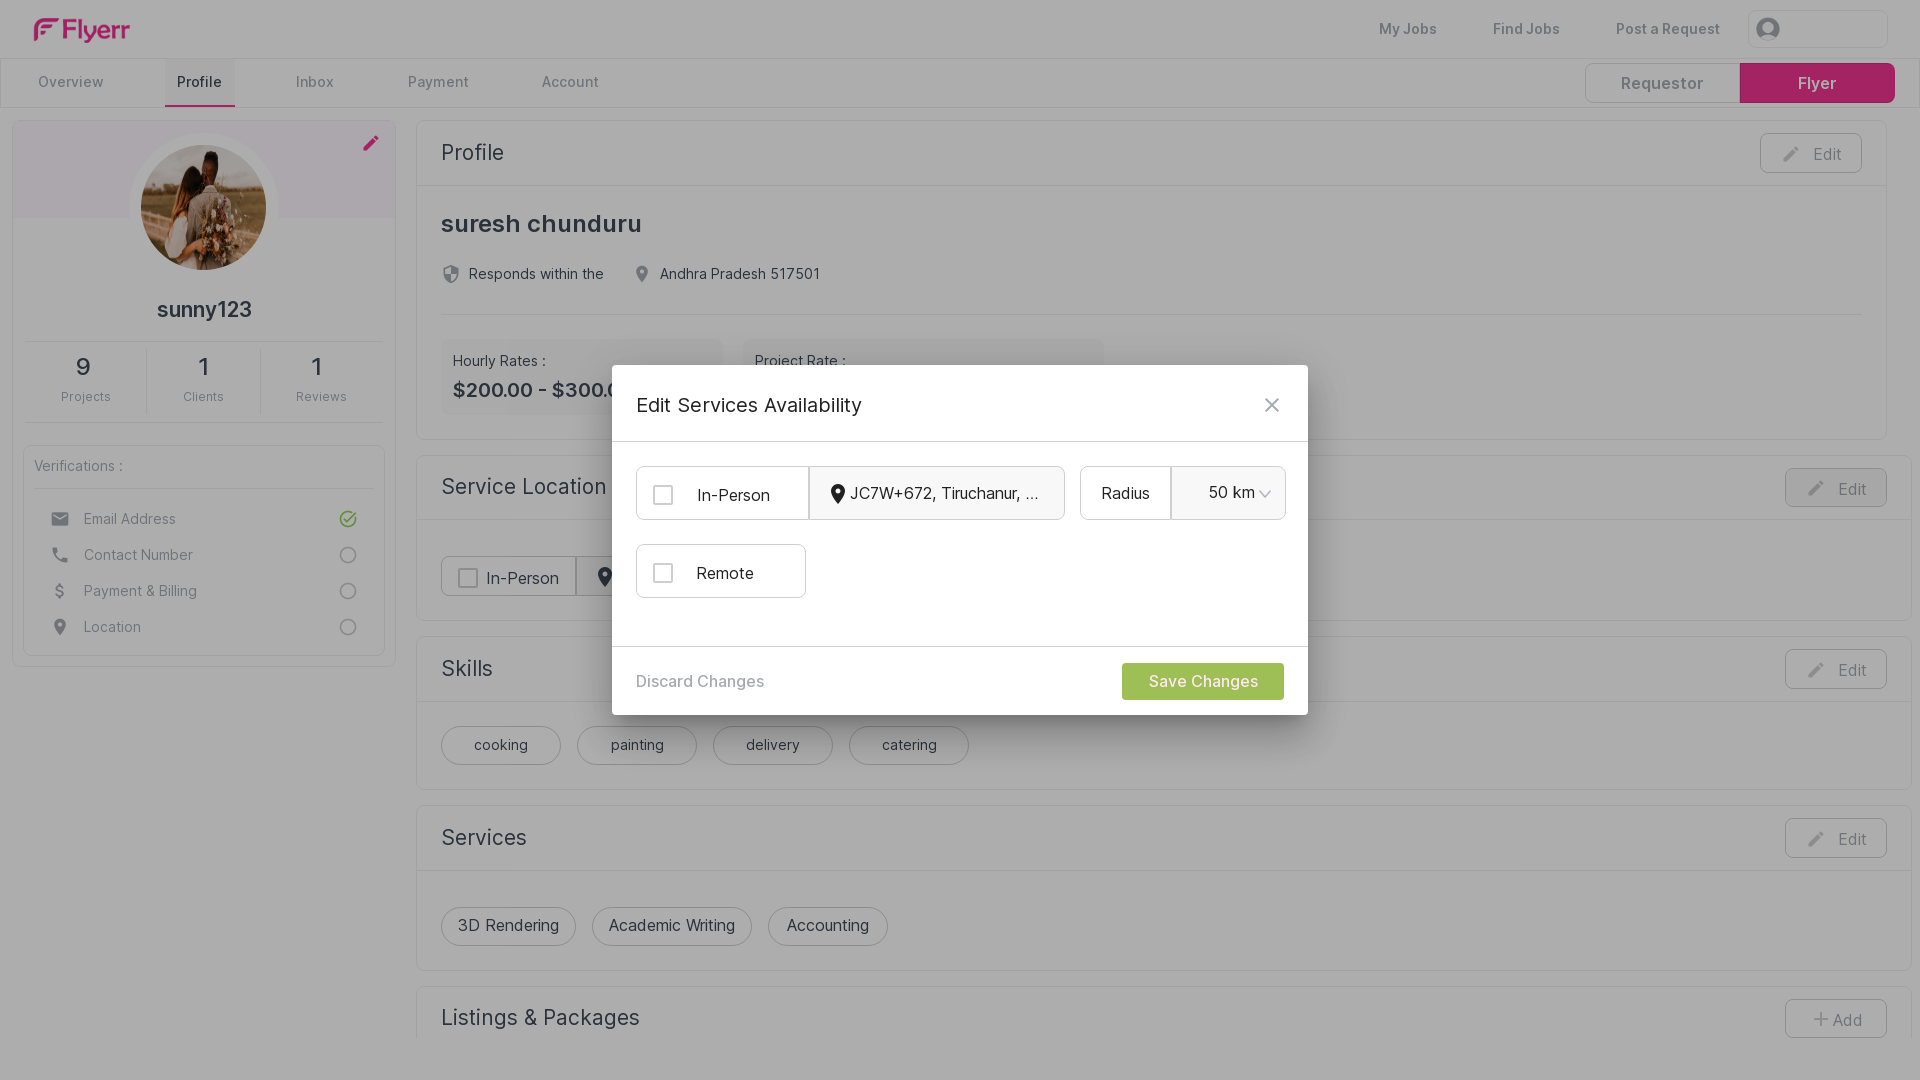 Flyerr
My Jobs
Find Jobs
Post a Request
Overview
Profile
Inbox
Payment
Account
Requestor
Flyer
sunny123
9
1
1
Projects
Clients
Reviews
Verifications :
Email Address
Contact Number
Payment & Billing
Location
Profile
Edit
suresh chunduru
Responds within the
Andhra Pradesh 517501
Hourly Rates :
Project Rate :
$200.00 - $300.0
Edit Services Availability
In-Person
JC7W+672, Tiruchanur, ...
Radius
50 km
Remote
Discard Changes
Save Changes
Service Location
Edit
In-Person
Skills
Edit
cooking
painting
delivery
catering
Services
Edit
3D Rendering
Academic Writing
Accounting
Listings & Packages
Add